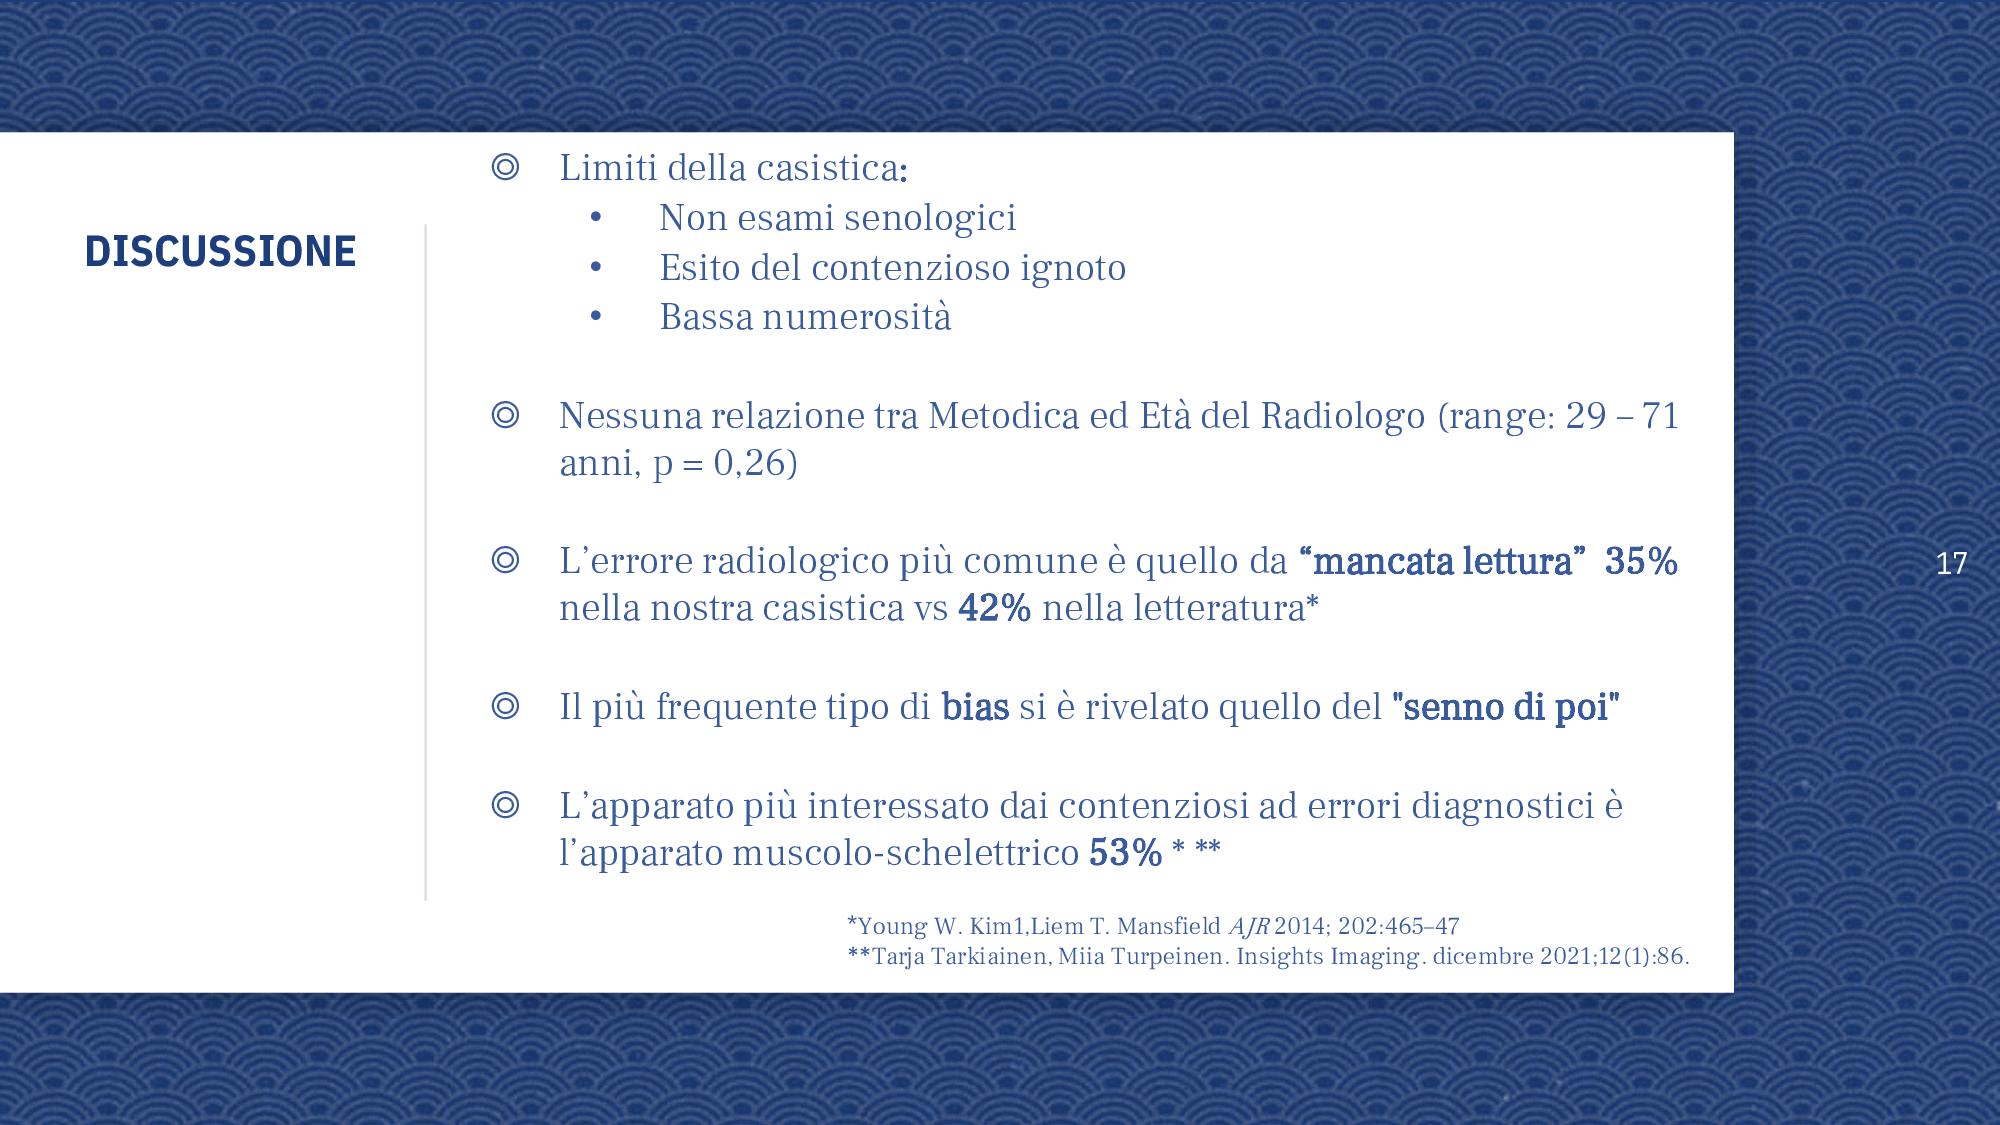 DISCUSSIONE
◎ Limiti della casistica:
• Non esami senologici
• Esito del contenzioso ignoto
• Bassa numerosità
◎ Nessuna relazione tra Metodica ed Età del Radiologo (range: 29 – 71
anni, p = 0,26)
◎ L’errore radiologico più comune è quello da “mancata lettura” 35%
nella nostra casistica vs 42% nella letteratura*
◎ Il più frequente tipo di bias si è rivelato quello del "senno di poi"
◎ L’apparato più interessato dai contenziosi ad errori diagnostici è
l’apparato muscolo-schelettrico 53% * **
*Young W. Kim1,Liem T. Mansfield AJR 2014; 202:465–47
**Tarja Tarkiainen, Miia Turpeinen. Insights Imaging. dicembre 2021;12(1):86.
17